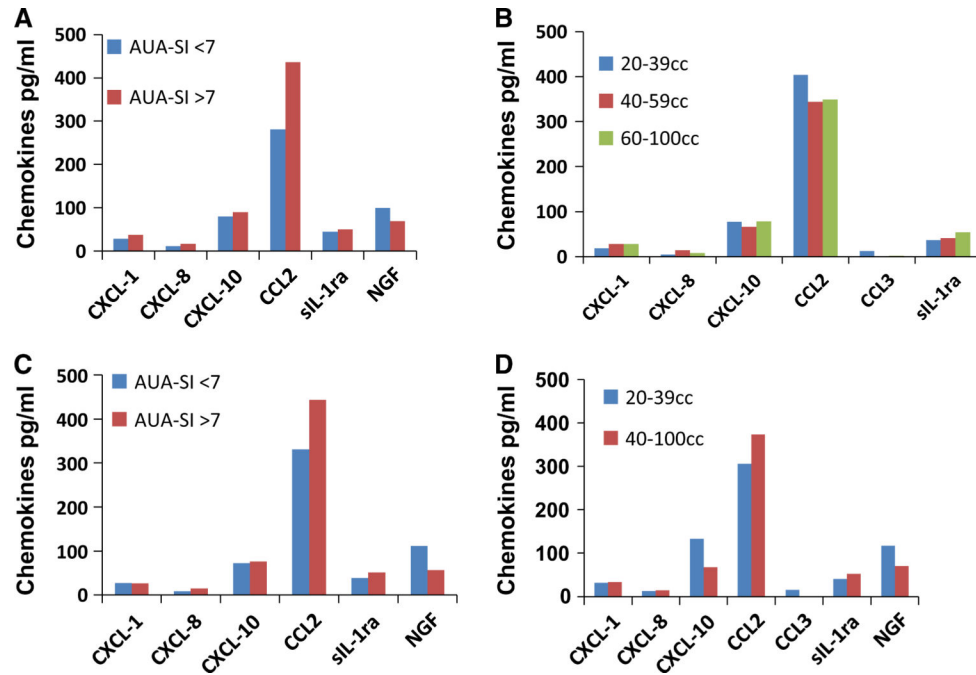 A
Chemokines pg/ml
500
400
300
200
100
0
AUA-SI <7
AUA-SI >7
CXCL-1
CXCL-8
CXCL-10
CCL2
sIL-1ra
NGF
B
Chemokines pg/ml
500
400
300
200
100
0
20-39cc
40-59cc
60-100cc
CXCL-1
CXCL-8
CXCL-10
CCL2
CCL3
sIL-1ra
C
Chemokines pg/ml
500
400
300
200
100
0
AUA-SI <7
AUA-SI >7
CXCL-1
CXCL-8
CXCL-10
CCL2
sIL-1ra
NGF
D
Chemokines pg/ml
500
400
300
200
100
0
20-39cc
40-100cc
CXCL-1
CXCL-8
CXCL-10
CCL2
CCL3
sIL-1ra
NGF